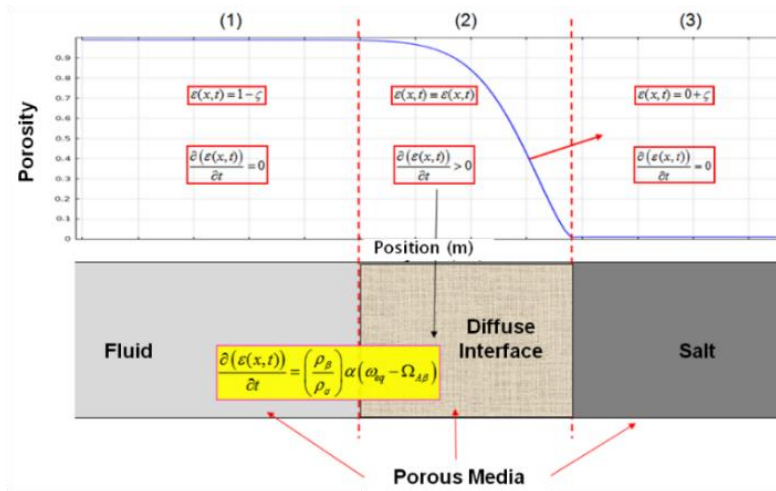 (1) (2) (3)
0.9
0.8
0.7
0.6
0.5
0.4
0.3
0.2
0.1
0
Porosity
ε(x,t)=1−ζ
ε(x,t)=ε(x,t)
ε(x,t)=0+ζ
∂(ε(x,t))/∂t=0
∂(ε(x,t))/∂t>0
∂(ε(x,t))/∂t=0
Position (m)
Fluid
Diffuse
Interface
Salt
∂(ε(x,t))/∂t=(ρβ/ρσ)α(ωeq−ΩAβ)
Porous Media